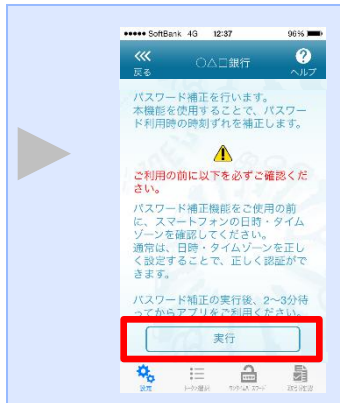 ●●●●● SoftBank 4G 12:37 96%
戻る ○△□銀行 ? ヘルプ
パスワード補正を行います。
本機能を使用することで、パスワー
ド利用時の時刻ずれを補正します。
ご利用の前に以下を必ずご確認くだ
さい。
パスワード補正機能をご使用の前
に、スマートフォンの日時・タイム
ゾーンを確認してください。
通常は、日時・タイムゾーンを正し
く設定することで、正しく認証がで
きます。
パスワード補正の実行後、2~3分待
ってからアプリをご利用ください。
実行
設定